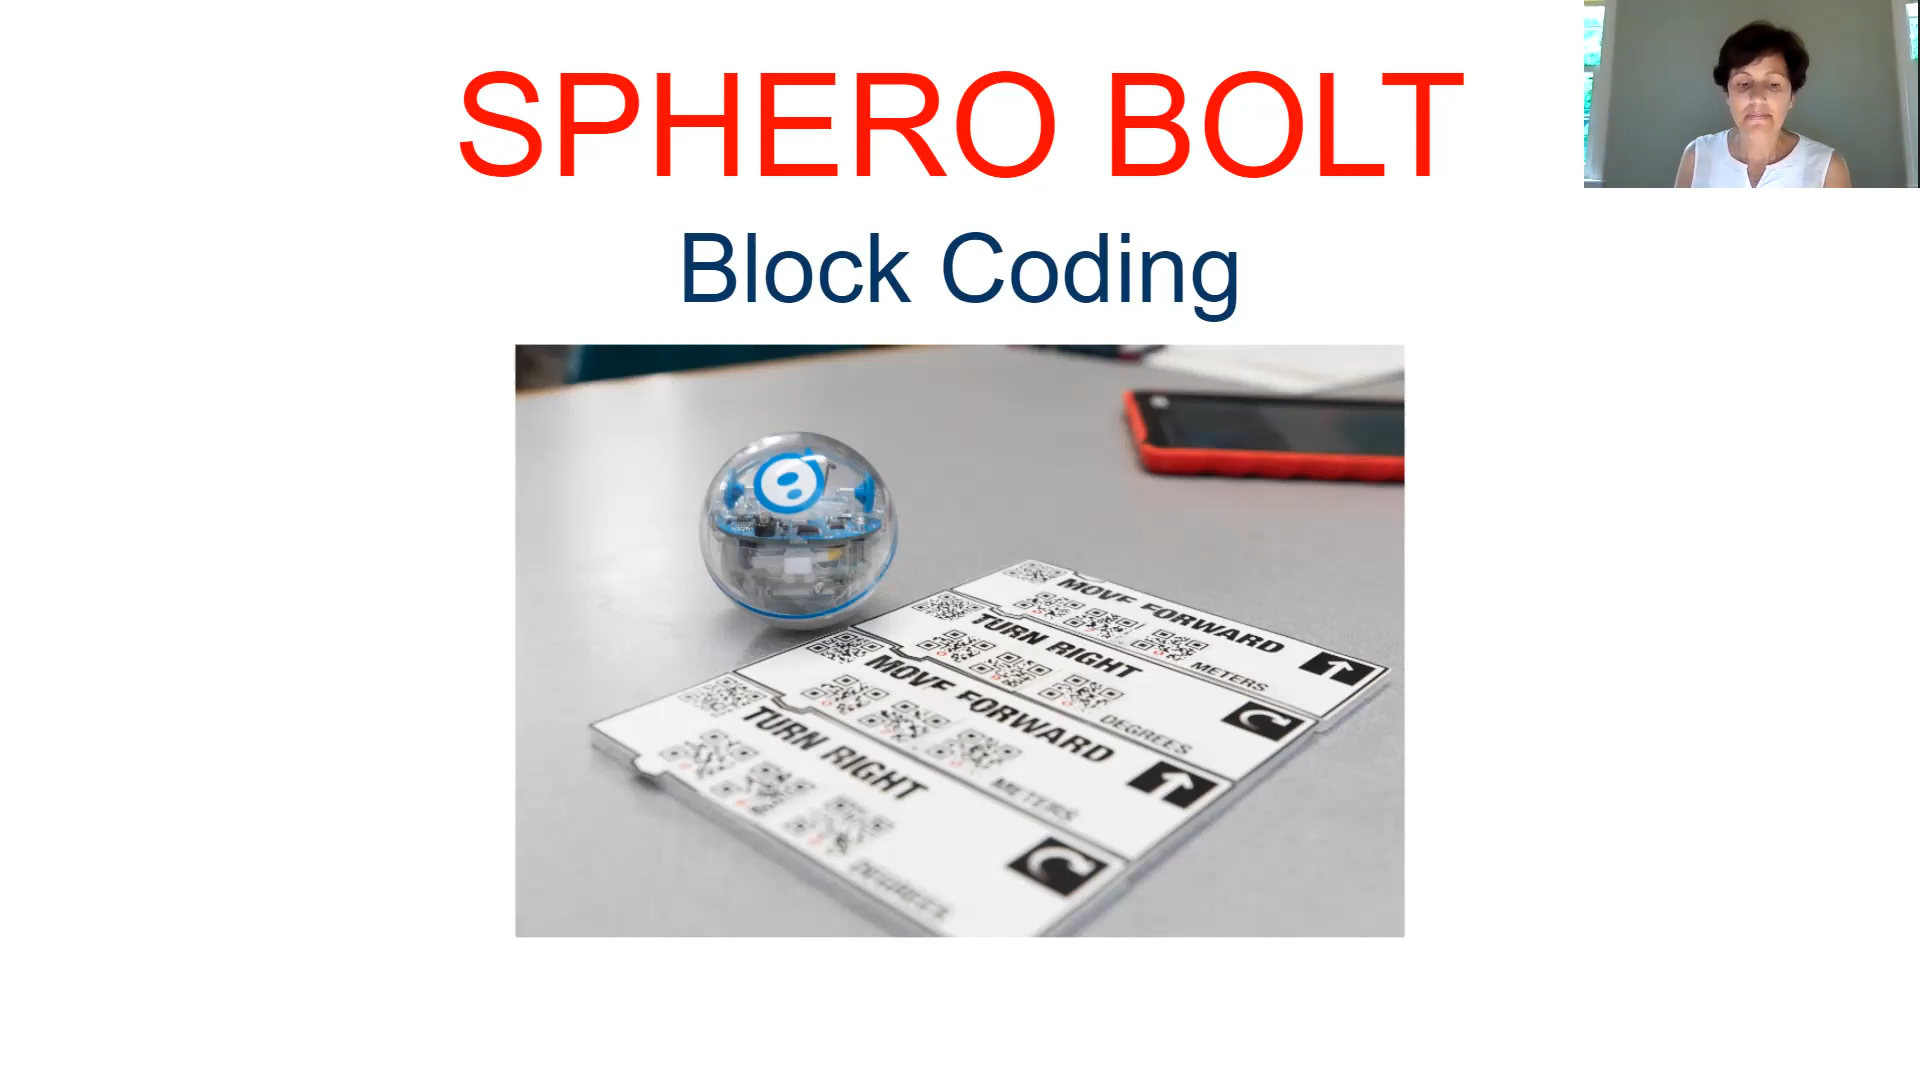 SPHERO BOLT
Block Coding
MOVE FORWARD
METERS
TURN RIGHT
DEGREES
MOVE FORWARD
METERS
TURN RIGHT
DEGREES